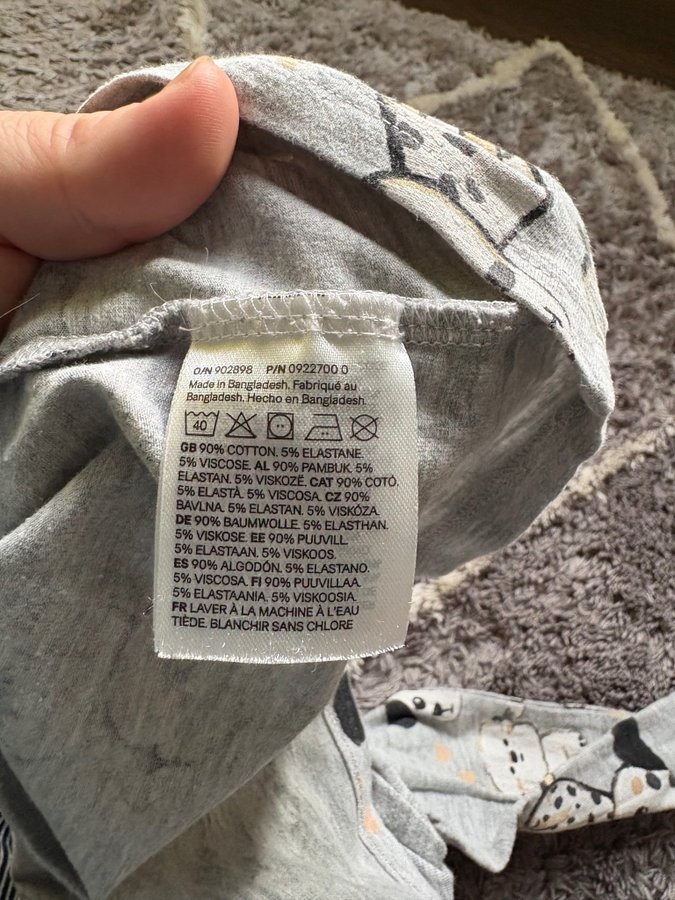 O/N 902898 P/N 0922700 0
Made in Bangladesh. Fabriqué au
Bangladesh. Hecho en Bangladesh.
40
GB 90% COTTON. 5% ELASTANE.
5% VISCOSE. AL 90% PAMBUK. 5%
ELASTAN. 5% VISKOZË. CAT 90% COTÓ.
5% ELASTÀ. 5% VISCOSA. CZ 90%
BAVLNA. 5% ELASTAN. 5% VISKÓZA.
DE 90% BAUMWOLLE. 5% ELASTHAN.
5% VISKOSE. EE 90% PUUVILL.
5% ELASTAAN. 5% VISKOOS.
ES 90% ALGODÓN. 5% ELASTANO.
5% VISCOSA. FI 90% PUUVILLAA.
5% ELASTAANIA. 5% VISKOOSIA.
FR LAVER À LA MACHINE À L'EAU
TIÈDE. BLANCHIR SANS CHLORE